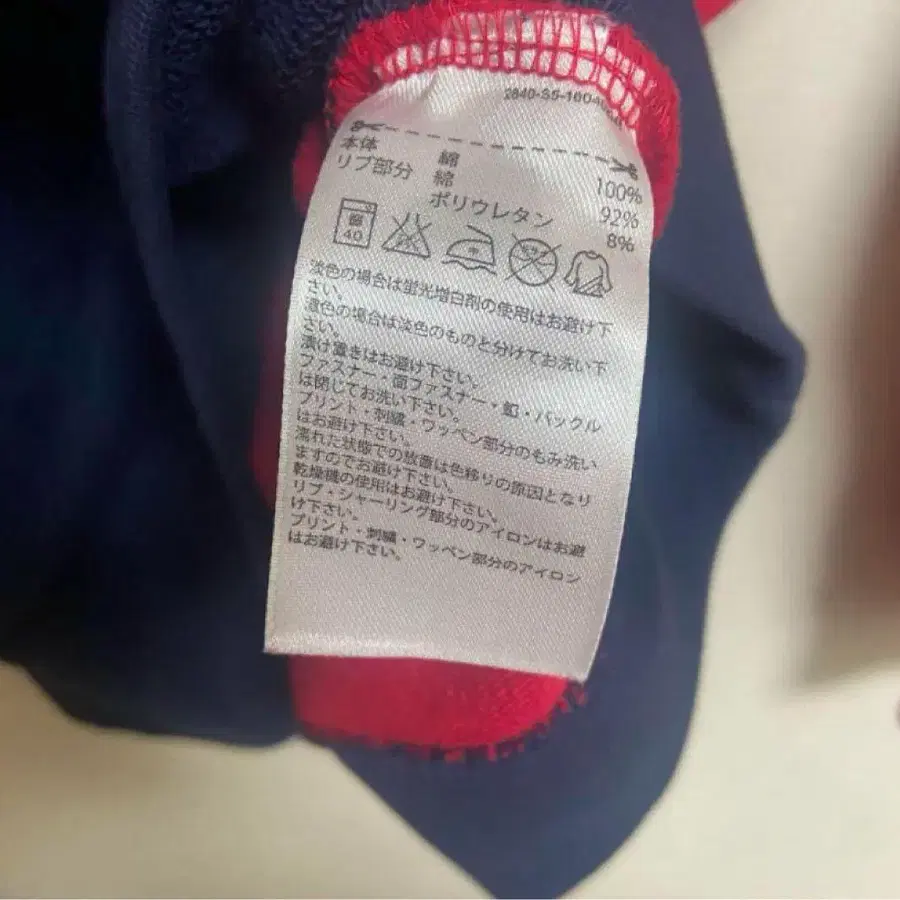 2840-S5-1004
本体 綿 100%
リブ部分 綿 92%
ポリウレタン 8%
40
淡色の場合は蛍光増白剤の使用はお避け下
さい。
濃色の場合は淡色のものと分けてお洗い下
さい。
漬け置きはお避け下さい。
ファスナー・面ファスナー・釦・バックル
は閉じてお洗い下さい。
プリント・刺繍・ワッペン部分のもみ洗い
はお避け下さい。
濡れた状態での放置は色移りの原因となり
ますのでお避け下さい。
乾燥機の使用はお避け下さい。
リブ・シャーリング部分のアイロンはお避
け下さい。
プリント・刺繍・ワッペン部分のアイロン
はお避け下さい。